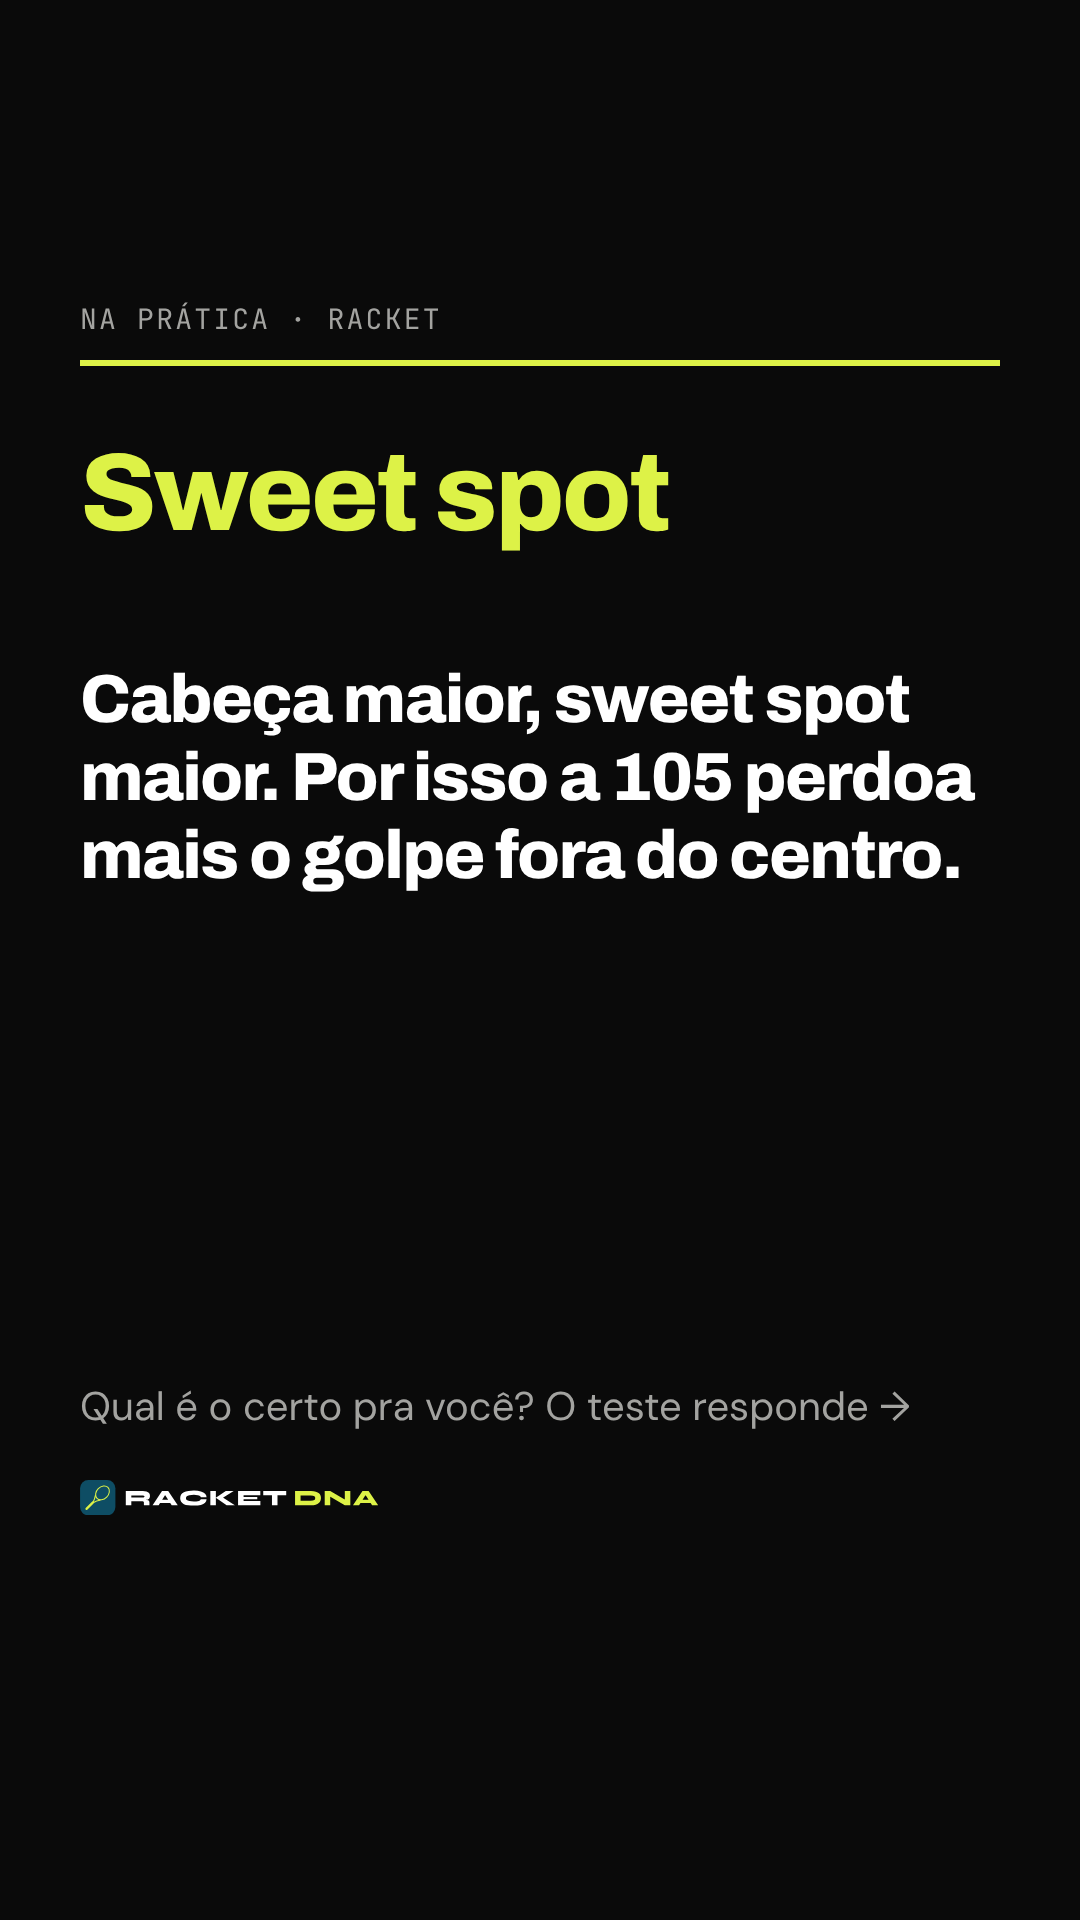 NA PRÁTICA · RACKET
Sweet spot
Cabeça maior, sweet spot
maior. Por isso a 105 perdoa
mais o golpe fora do centro.
Qual é o certo pra você? O teste responde →
RACKET DNA